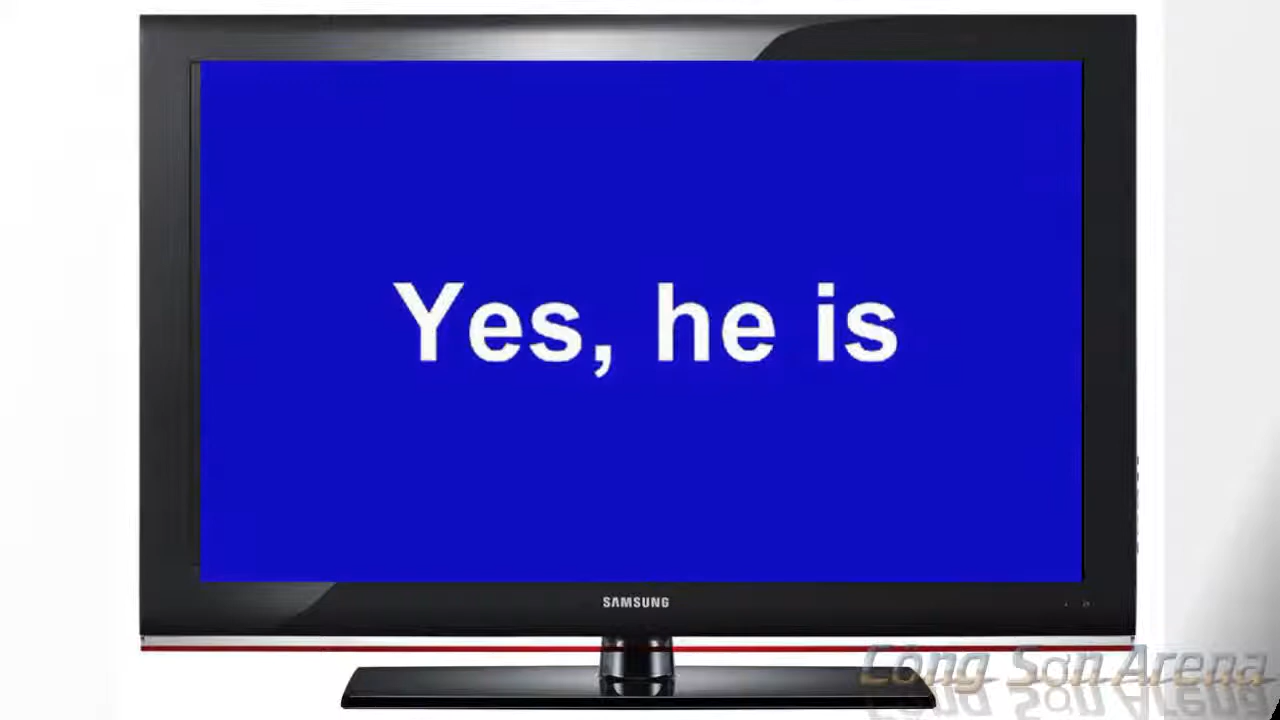 Yes, he is
SAMSUNG
Công Sơn Arena